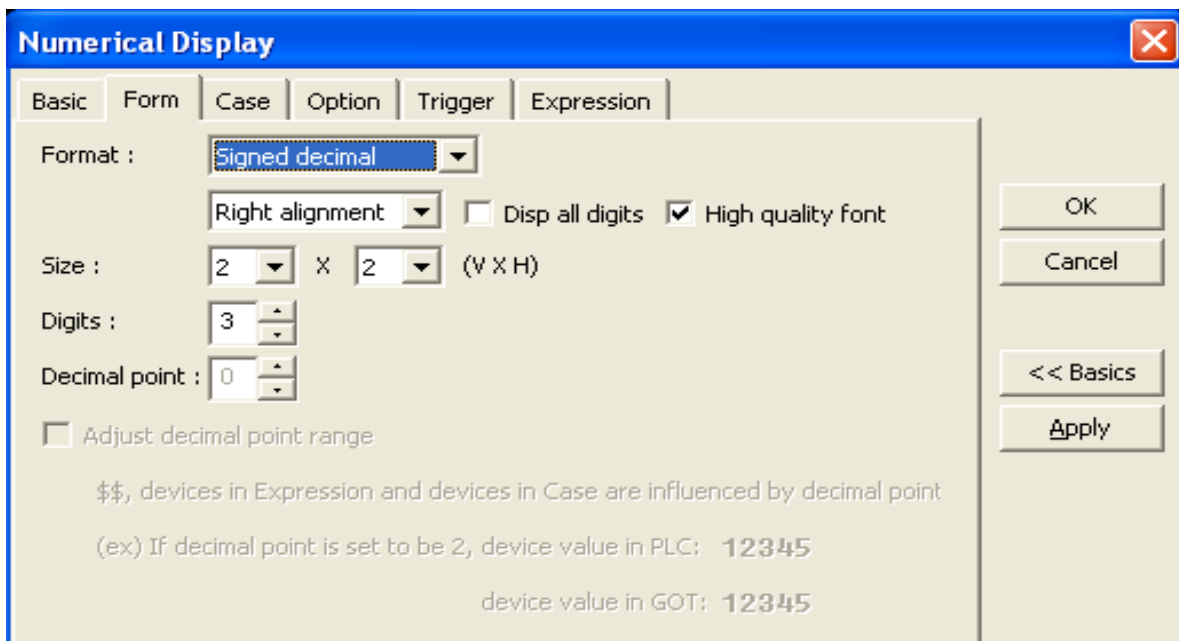 Numerical Display
Basic Form Case Option Trigger Expression
Format : Signed decimal
Right alignment Disp all digits High quality font
OK
Size : 2 X 2 (V X H)
Cancel
Digits : 3
Decimal point : 0
<< Basics
Adjust decimal point range
Apply
$$, devices in Expression and devices in Case are influenced by decimal point
(ex) If decimal point is set to be 2, device value in PLC: 12345
device value in GOT: 12345